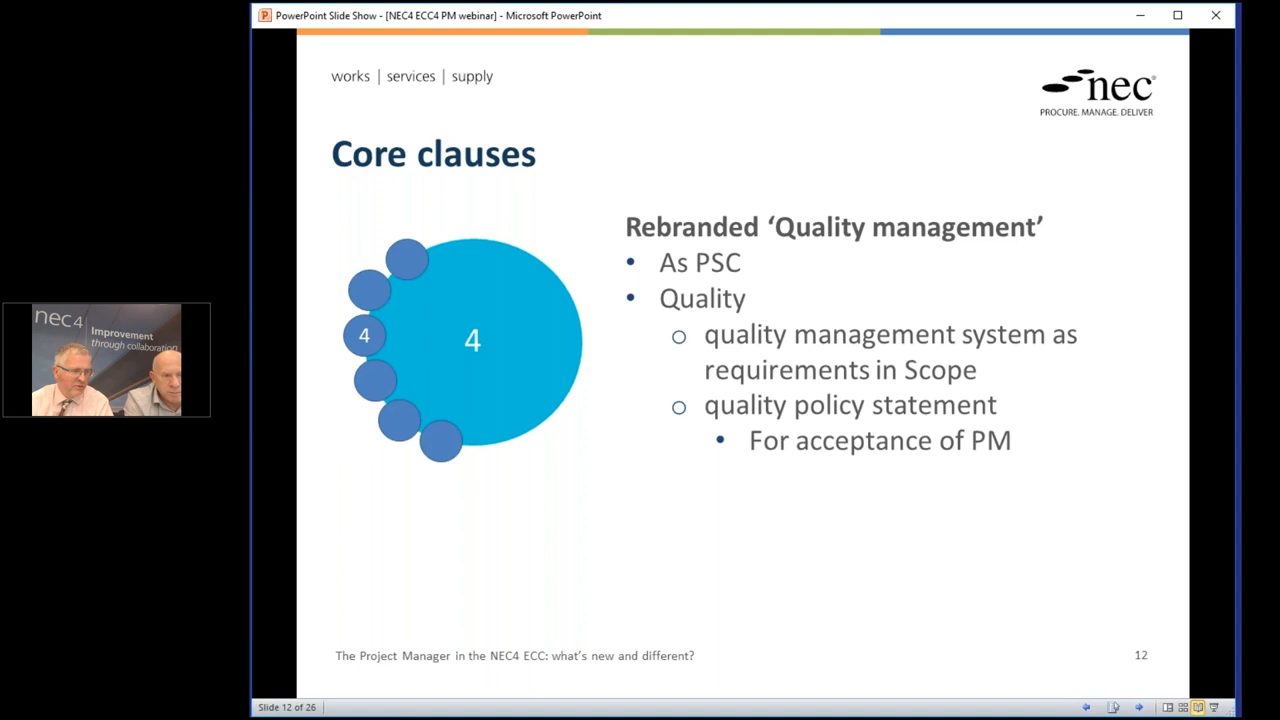 PowerPoint Slide Show - [NEC4 ECC4 PM webinar] - Microsoft PowerPoint
works | services | supply
nec®
PROCURE. MANAGE. DELIVER
Core clauses
Rebranded ‘Quality management’
• As PSC
• Quality
o quality management system as
requirements in Scope
o quality policy statement
• For acceptance of PM
4
4
nec4
Improvement
through collaboration
The Project Manager in the NEC4 ECC: what’s new and different?
12
Slide 12 of 26